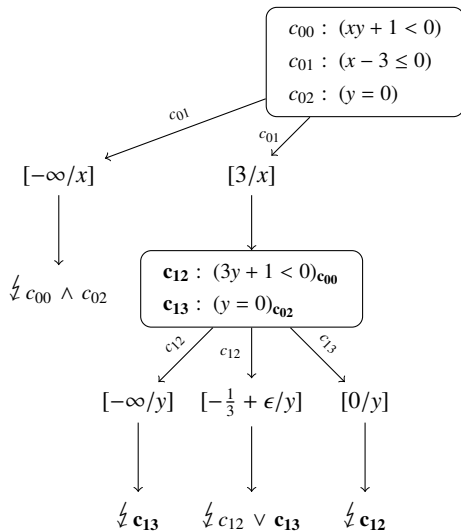 c₀₀ : (xy + 1 < 0)
c₀₁ : (x − 3 ≤ 0)
c₀₂ : (y = 0)
c₀₁
c₀₁
[−∞/x]
[3/x]
↯ c₀₀ ∧ c₀₂
c₁₂ : (3y + 1 < 0)c₀₀
c₁₃ : (y = 0)c₀₂
c₁₂
c₁₂
c₁₃
[−∞/y]
[−1/3 + ϵ/y]
[0/y]
↯ c₁₃
↯ c₁₂ ∨ c₁₃
↯ c₁₂